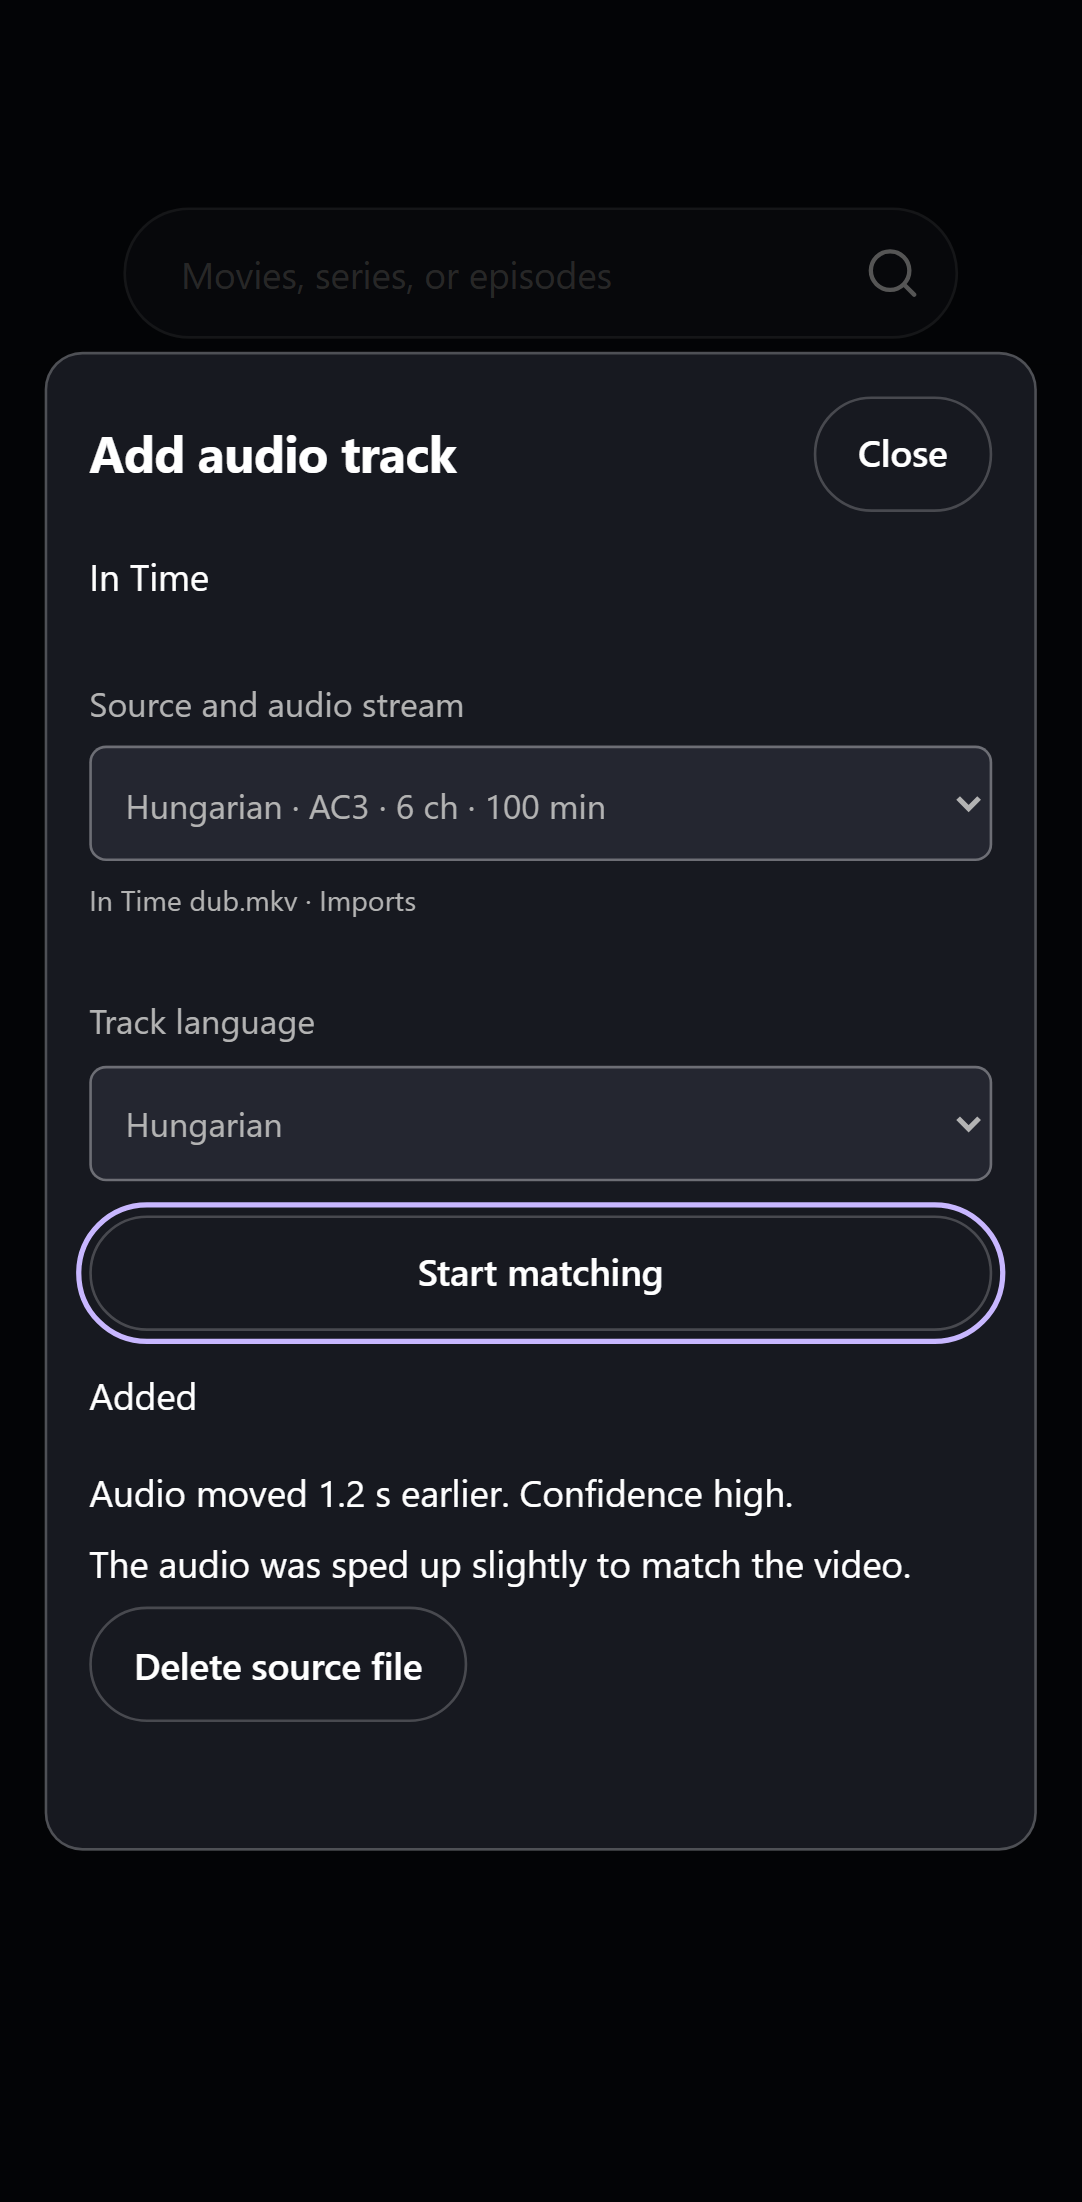 Movies, series, or episodes
Add audio track
Close
In Time
Source and audio stream
Hungarian · AC3 · 6 ch · 100 min
In Time dub.mkv · Imports
Track language
Hungarian
Start matching
Added
Audio moved 1.2 s earlier. Confidence high.
The audio was sped up slightly to match the video.
Delete source file